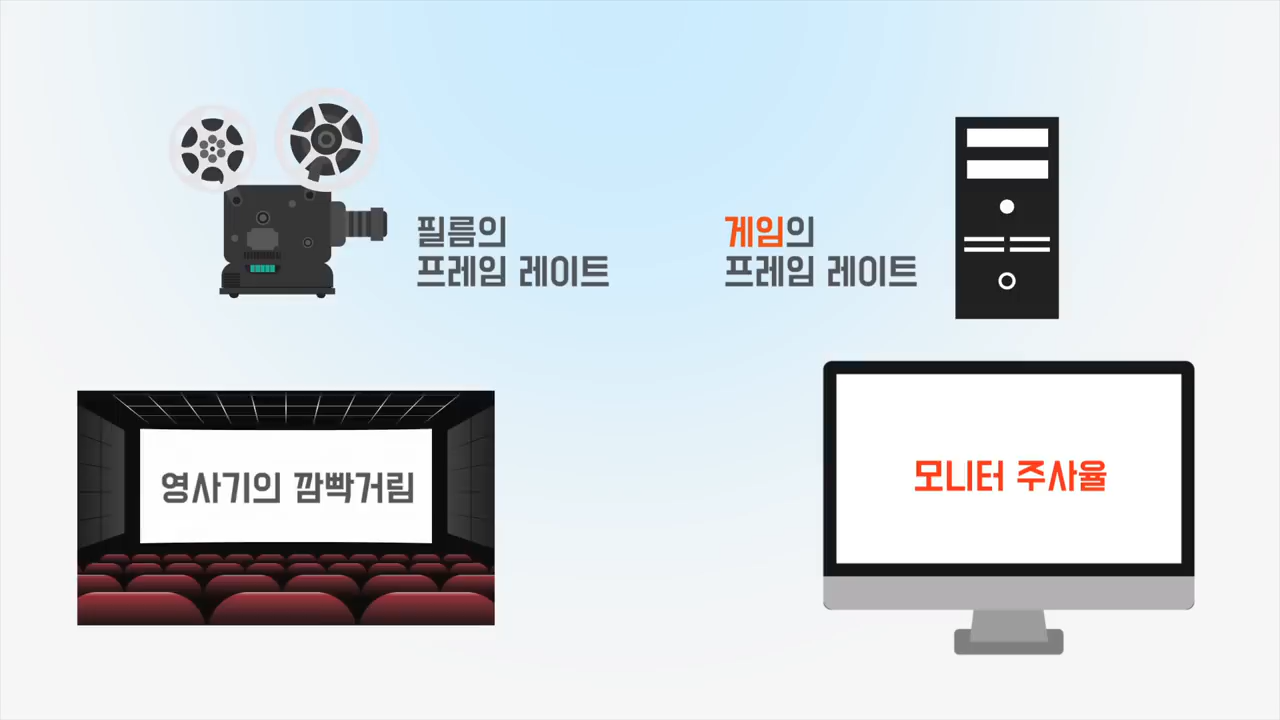 필름의
프레임 레이트
게임의
프레임 레이트
영사기의 깜빡거림
모니터 주사율